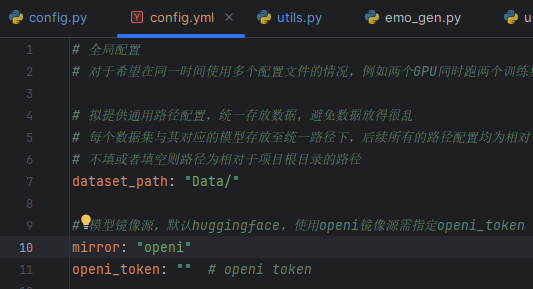 config.py config.yml × utils.py emo_gen.py u
1 # 全局配置
2 # 对于希望在同一时间使用多个配置文件的情况，例如两个GPU同时跑两个训练集
3
4 # 拟提供通用路径配置，统一存放数据，避免数据放得很乱
5 # 每个数据集与其对应的模型存放至统一路径下，后续所有的路径配置均为相对
6 # 不填或者填空则路径为相对于项目根目录的路径
7 dataset_path: "Data/"
8
9 # 模型镜像源，默认huggingface，使用openi镜像源需指定openi_token
10 mirror: "openi"
11 openi_token: "" # openi token